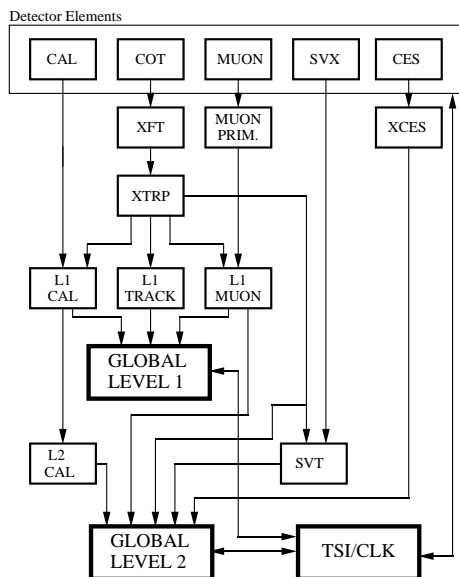 Detector Elements
CAL
COT
MUON
SVX
CES
XFT
MUON
PRIM.
XCES
XTRP
L1
CAL
L1
TRACK
L1
MUON
GLOBAL
LEVEL 1
L2
CAL
SVT
GLOBAL
LEVEL 2
TSI/CLK